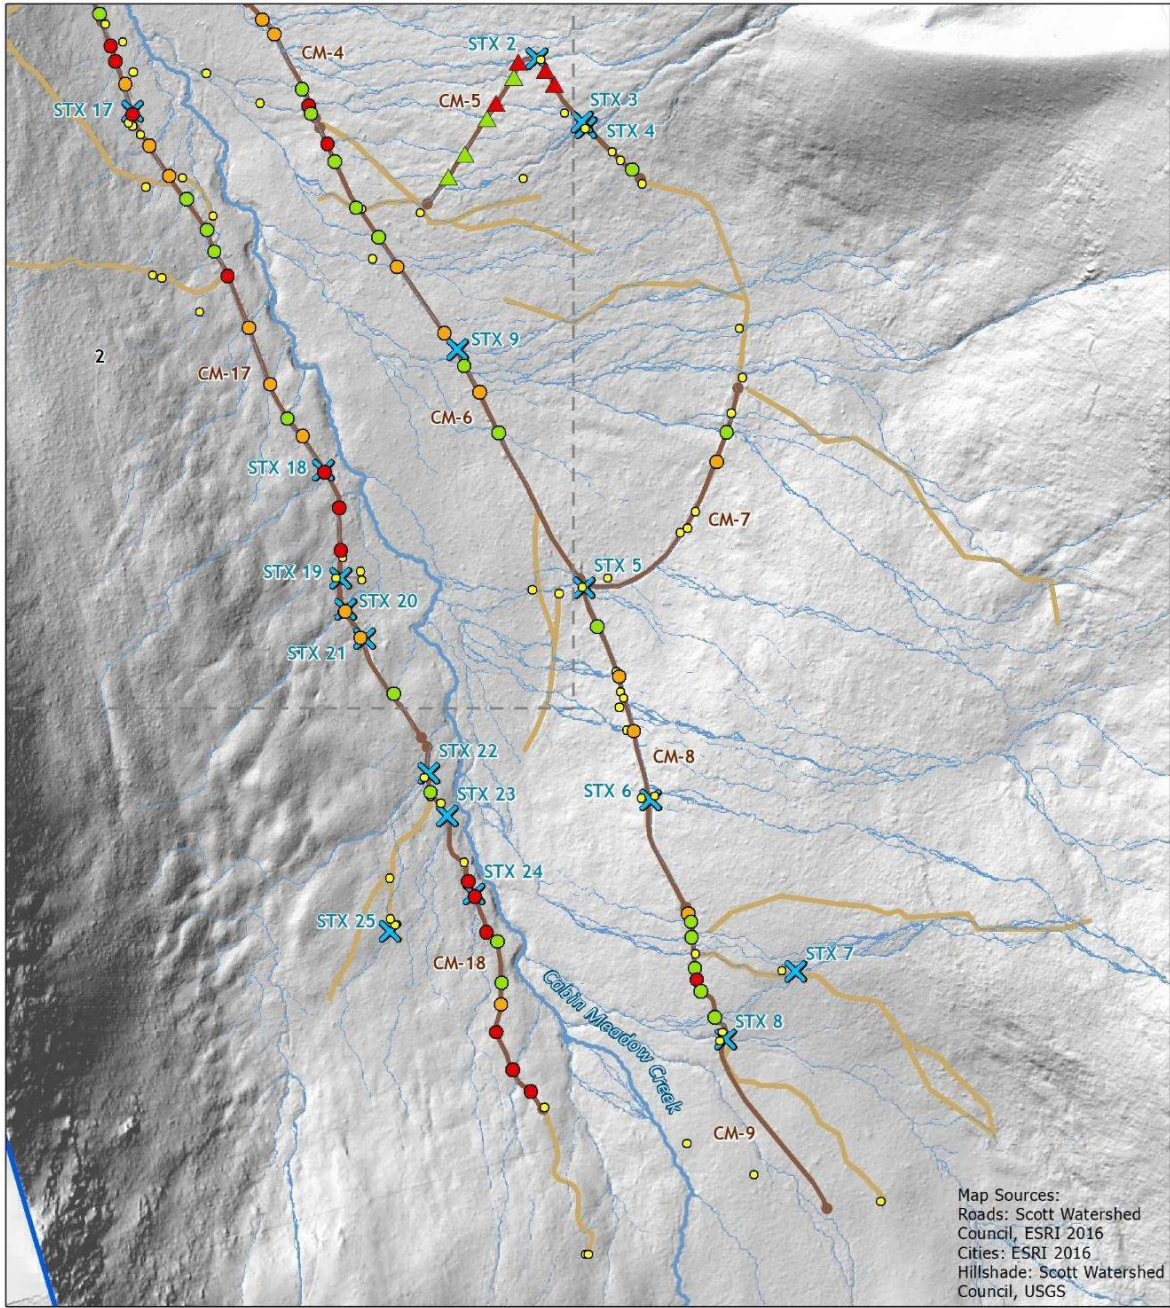 STX 2
CM-4
CM-5
STX 17
STX 3
STX 4
2
CM-17
STX 9
CM-6
STX 18
CM-7
STX 19
STX 5
STX 20
STX 21
STX 22
CM-8
STX 23
STX 6
STX 24
STX 25
CM-18
STX 7
Cabin Meadow Creek
STX 8
CM-9
Map Sources:
Roads: Scott Watershed
Council, ESRI 2016
Cities: ESRI 2016
Hillshade: Scott Watershed
Council, USGS